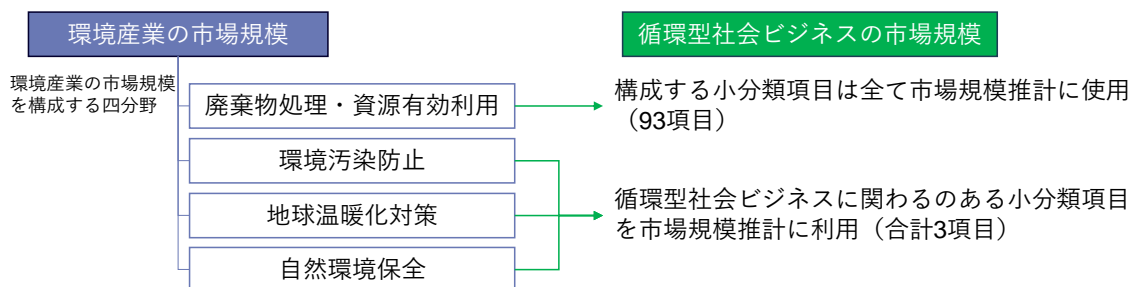 環境産業の市場規模
循環型社会ビジネスの市場規模
環境産業の市場規模
を構成する四分野
廃棄物処理・資源有効利用
構成する小分類項目は全て市場規模推計に使用
（93項目）
環境汚染防止
地球温暖化対策
循環型社会ビジネスに関わるのある小分類項目
を市場規模推計に利用（合計3項目）
自然環境保全